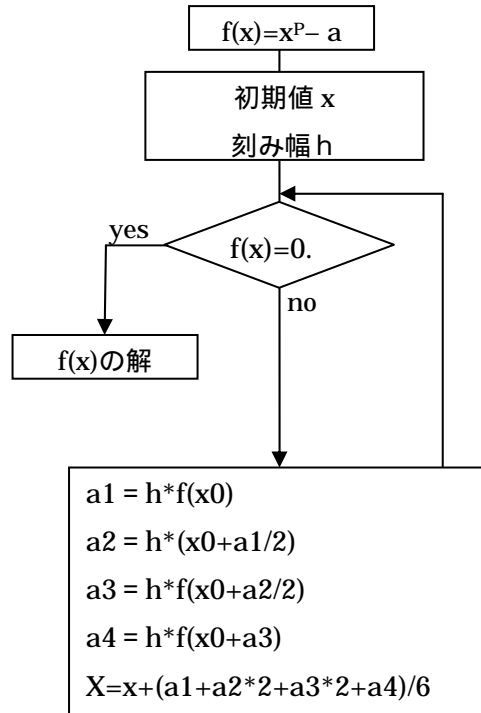 f(x)=xᴾ– a
初期値 x
刻み幅 h
yes
f(x)=0.
no
f(x)の解
a1 = h*f(x0)
a2 = h*(x0+a1/2)
a3 = h*f(x0+a2/2)
a4 = h*f(x0+a3)
X=x+(a1+a2*2+a3*2+a4)/6